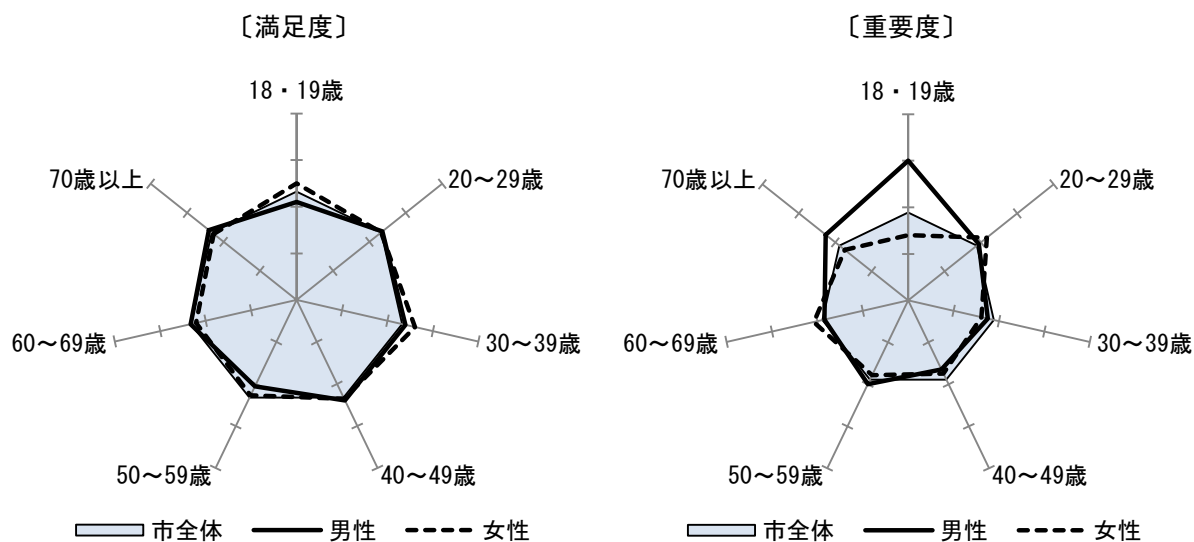 〔満足度〕
18・19歳
20～29歳
30～39歳
40～49歳
50～59歳
60～69歳
70歳以上
市全体 男性 女性
〔重要度〕
18・19歳
20～29歳
30～39歳
40～49歳
50～59歳
60～69歳
70歳以上
市全体 男性 女性